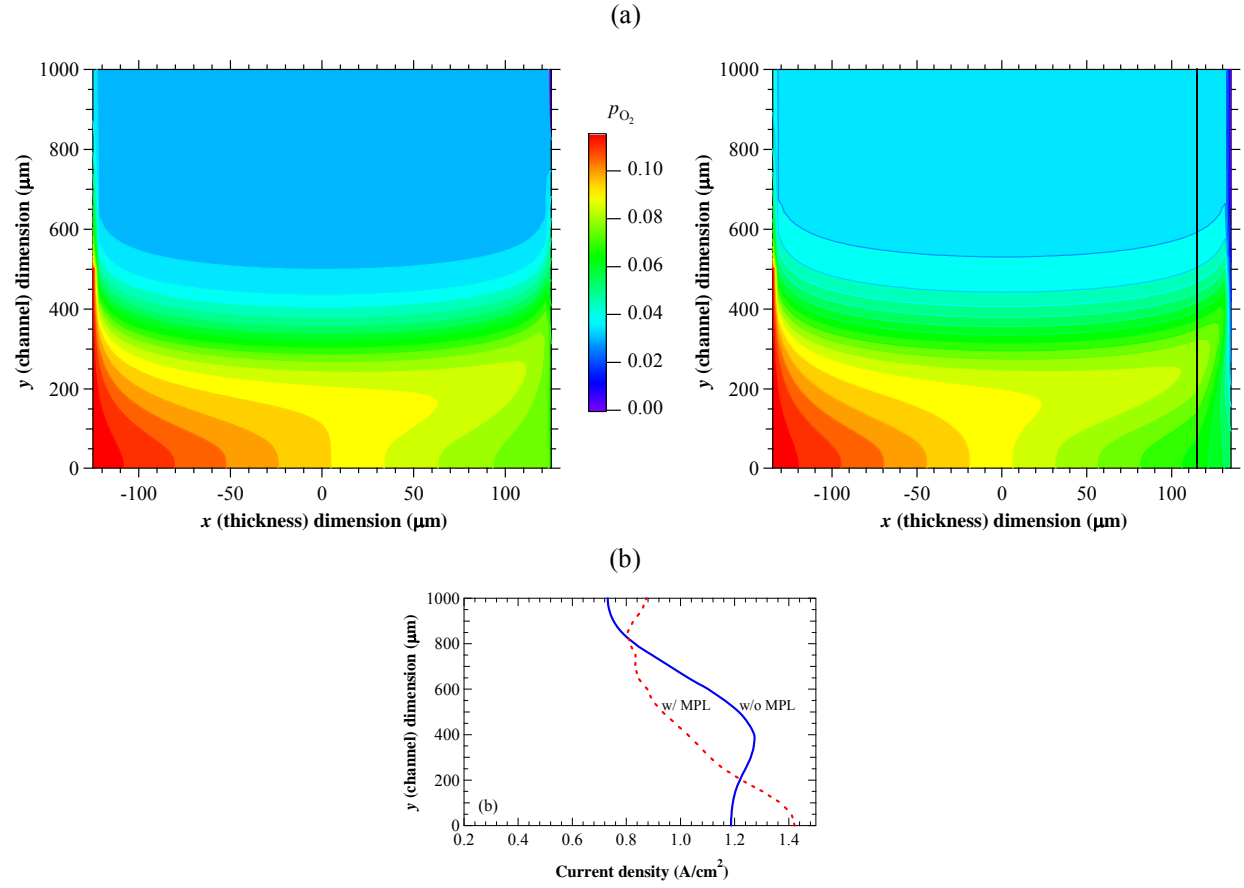 (a)
1000
800
600
400
200
0
y (channel) dimension (μm)
-100 -50 0 50 100
x (thickness) dimension (μm)
pO₂
0.10
0.08
0.06
0.04
0.02
0.00
1000
800
600
400
200
0
y (channel) dimension (μm)
-100 -50 0 50 100
x (thickness) dimension (μm)
(b)
1000
800
600
400
200
0
y (channel) dimension (μm)
w/ MPL w/o MPL
(b)
0.2 0.4 0.6 0.8 1.0 1.2 1.4
Current density (A/cm²)